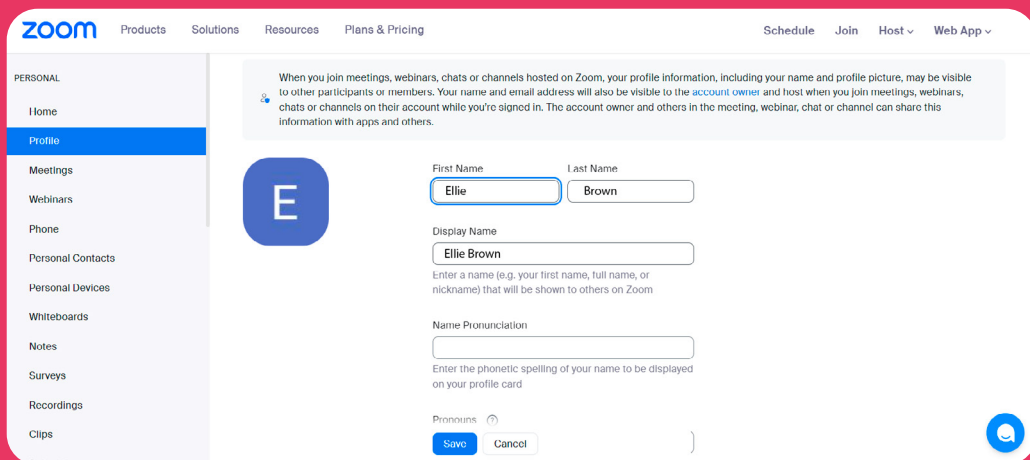 zoom Products Solutions Resources Plans & Pricing Schedule Join Host Web App
PERSONAL
Home
Profile
Meetings
Webinars
Phone
Personal Contacts
Personal Devices
Whiteboards
Notes
Surveys
Recordings
Clips
When you join meetings, webinars, chats or channels hosted on Zoom, your profile information, including your name and profile picture, may be visible
to other participants or members. Your name and email address will also be visible to the account owner and host when you join meetings, webinars,
chats or channels on their account while you're signed in. The account owner and others in the meeting, webinar, chat or channel can share this
information with apps and others.
E
First Name Last Name
Ellie Brown
Display Name
Ellie Brown
Enter a name (e.g. your first name, full name, or
nickname) that will be shown to others on Zoom
Name Pronunciation
Enter the phonetic spelling of your name to be displayed
on your profile card
Pronouns ?
Save Cancel